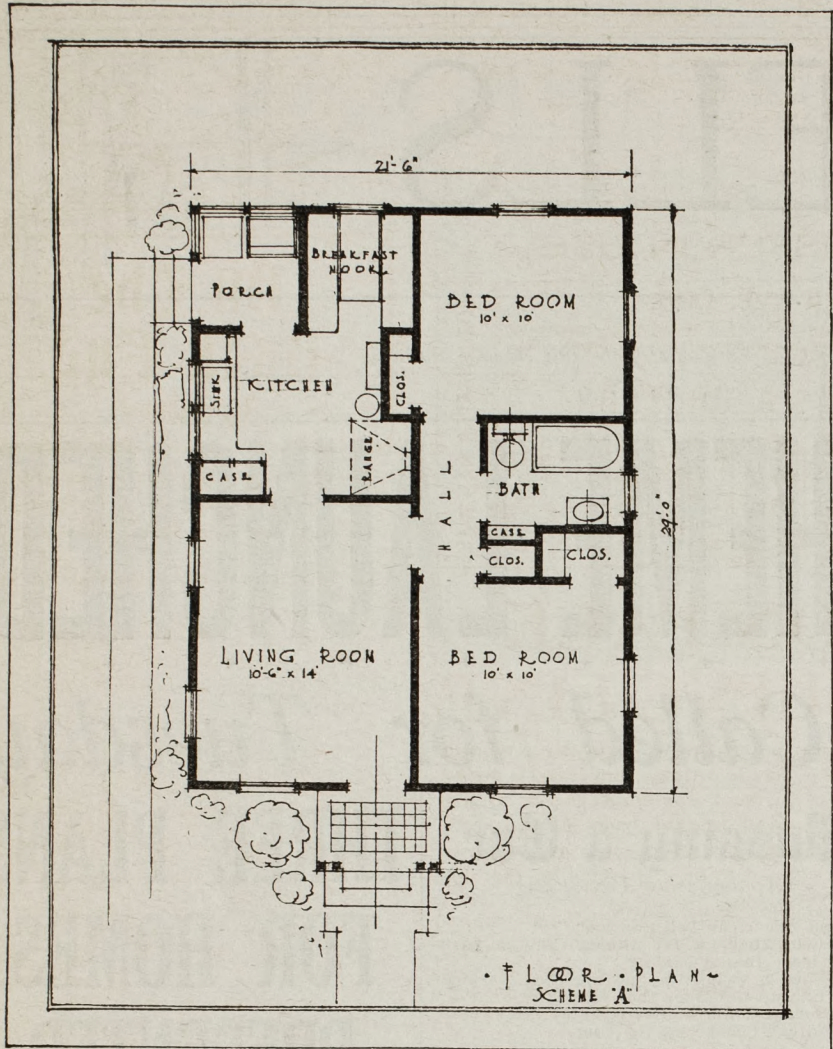 21'-6"
BREAKFAST
NOOK
PORCH
BED ROOM
10' x 10'
KITCHEN
SINK
CLOS.
RANGE
CASE
HALL
BATH
29'-0"
CASE
CLOS.
CLOS.
LIVING ROOM
10'-6" x 14'
BED ROOM
10' x 10'
· FLOOR · PLAN ~
SCHEME "A"